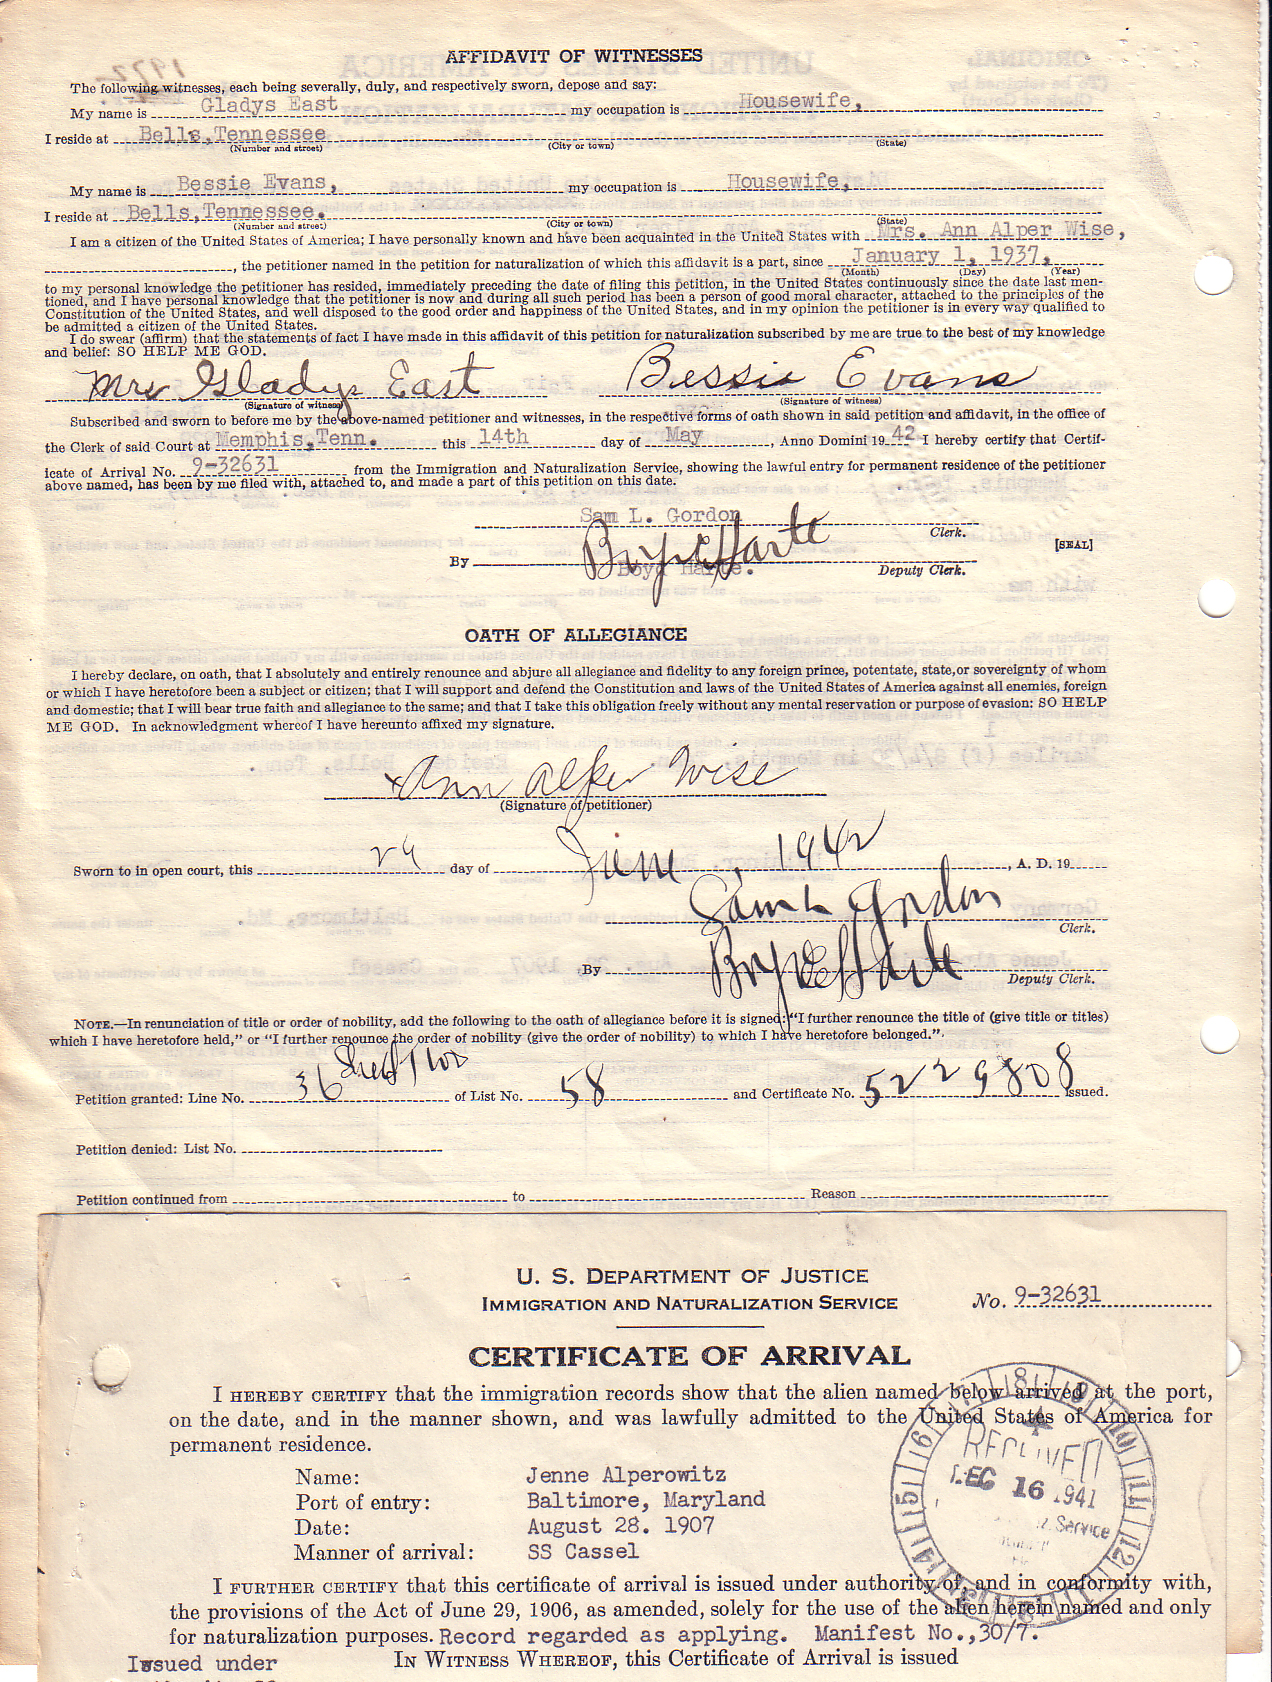 AFFIDAVIT OF WITNESSES
The following witnesses, each being severally, duly, and respectively sworn, depose and say:
My name is Gladys East my occupation is Housewife,
I reside at Bells, Tennessee
(Number and street) (City or town) (State)
My name is Bessie Evans, my occupation is Housewife,
I reside at Bells, Tennessee.
(Number and street) (City or town) (State)
I am a citizen of the United States of America; I have personally known and have been acquainted in the United States with Mrs. Ann Alper Wise,
, the petitioner named in the petition for naturalization of which this affidavit is a part, since January 1, 1937,
(Month) (Day) (Year)
to my personal knowledge the petitioner has resided, immediately preceding the date of filing this petition, in the United States continuously since the date last men-
tioned, and I have personal knowledge that the petitioner is now and during all such period has been a person of good moral character, attached to the principles of the
Constitution of the United States, and well disposed to the good order and happiness of the United States, and in my opinion the petitioner is in every way qualified to
be admitted a citizen of the United States.
I do swear (affirm) that the statements of fact I have made in this affidavit of this petition for naturalization subscribed by me are true to the best of my knowledge
and belief: SO HELP ME GOD.
Mrs Gladys East Bessie Evans
(Signature of witness) (Signature of witness)
Subscribed and sworn to before me by the above-named petitioner and witnesses, in the respective forms of oath shown in said petition and affidavit, in the office of
the Clerk of said Court at Memphis, Tenn. this 14th day of May, Anno Domini 19 42 I hereby certify that Certif-
icate of Arrival No. 9-32631 from the Immigration and Naturalization Service, showing the lawful entry for permanent residence of the petitioner
above named, has been by me filed with, attached to, and made a part of this petition on this date.
Sam L. Gordon
Clerk.
[SEAL]
By Boyd Harte.
Deputy Clerk.
OATH OF ALLEGIANCE
I hereby declare, on oath, that I absolutely and entirely renounce and abjure all allegiance and fidelity to any foreign prince, potentate, state, or sovereignty of whom
or which I have heretofore been a subject or citizen; that I will support and defend the Constitution and laws of the United States of America against all enemies, foreign
and domestic; that I will bear true faith and allegiance to the same; and that I take this obligation freely without any mental reservation or purpose of evasion: SO HELP
ME GOD. In acknowledgment whereof I have hereunto affixed my signature.
x Ann Alper Wise
(Signature of petitioner)
Sworn to in open court, this 29 day of June 1942, A. D. 19
Sam L Gordon
Clerk.
By
Deputy Clerk.
NOTE.—In renunciation of title or order of nobility, add the following to the oath of allegiance before it is signed: "I further renounce the title of (give title or titles)
which I have heretofore held," or "I further renounce the order of nobility (give the order of nobility) to which I have heretofore belonged.".
Petition granted: Line No. 36 Sheet Two of List No. 58 and Certificate No. 5229808 issued.
Petition denied: List No.
Petition continued from to Reason
U. S. DEPARTMENT OF JUSTICE
IMMIGRATION AND NATURALIZATION SERVICE
No. 9-32631
CERTIFICATE OF ARRIVAL
I HEREBY CERTIFY that the immigration records show that the alien named below arrived at the port,
on the date, and in the manner shown, and was lawfully admitted to the United States of America for
permanent residence.
Name: Jenne Alperowitz
Port of entry: Baltimore, Maryland
Date: August 28. 1907
Manner of arrival: SS Cassel
RECEIVED
DEC 16 1941
Service
I FURTHER CERTIFY that this certificate of arrival is issued under authority of, and in conformity with,
the provisions of the Act of June 29, 1906, as amended, solely for the use of the alien herein named and only
for naturalization purposes. Record regarded as applying. Manifest No., 30/7.
Issued under IN WITNESS WHEREOF, this Certificate of Arrival is issued